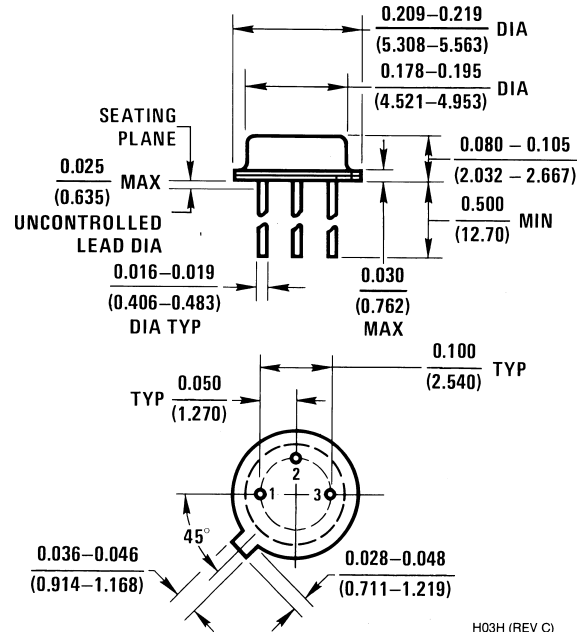 0.209–0.219 DIA
(5.308–5.563)
0.178–0.195 DIA
(4.521–4.953)
SEATING
PLANE
0.080 – 0.105
(2.032 – 2.667)
0.025 MAX
(0.635)
0.500 MIN
(12.70)
UNCONTROLLED
LEAD DIA
0.016–0.019
(0.406–0.483)
DIA TYP
0.030
(0.762)
MAX
0.100 TYP
(2.540)
TYP 0.050
(1.270)
2
1
3
45°
0.036–0.046
(0.914–1.168)
0.028–0.048
(0.711–1.219)
H03H (REV C)